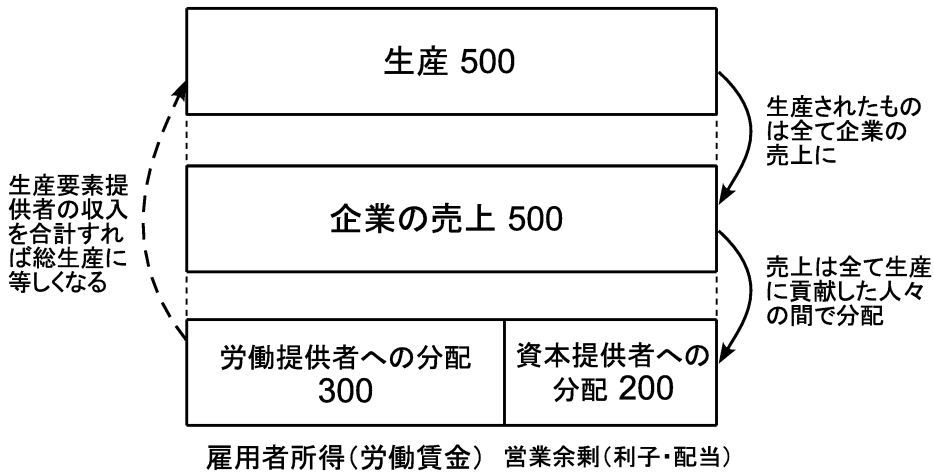 生産 500
生産されたもの
は全て企業の
売上に
生産要素提
供者の収入
を合計すれ
ば総生産に
等しくなる
企業の売上 500
売上は全て生産
に貢献した人々
の間で分配
労働提供者への分配
300
資本提供者への
分配 200
雇用者所得(労働賃金)
営業余剰(利子・配当)